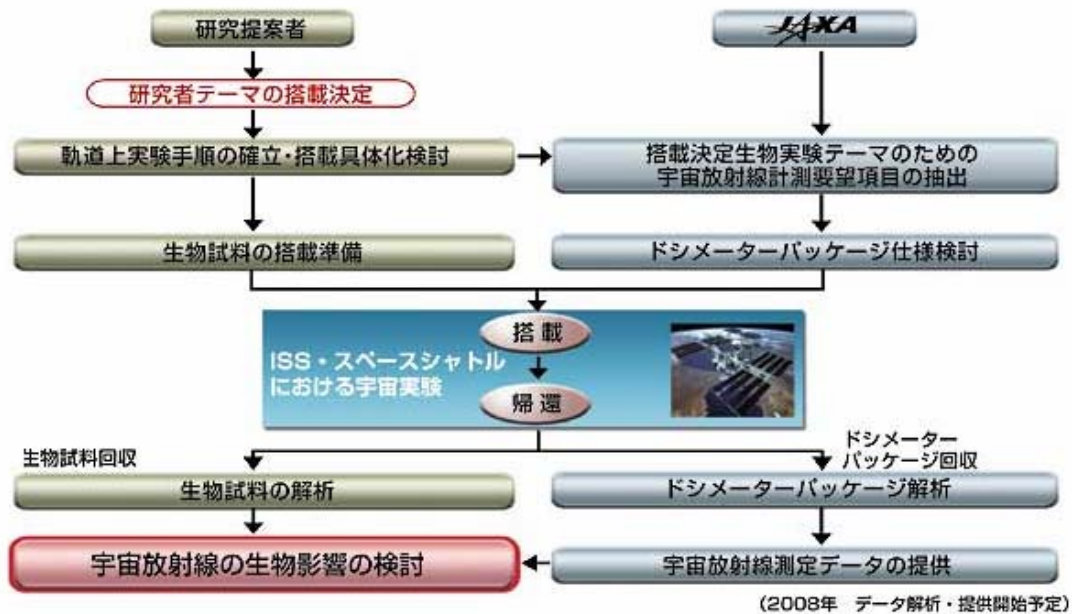 研究提案者
JAXA
研究者テーマの搭載決定
軌道上実験手順の確立・搭載具体化検討
搭載決定生物実験テーマのための
宇宙放射線計測要望項目の抽出
生物試料の搭載準備
ドシメーターパッケージ仕様検討
搭載
ISS・スペースシャトル
における宇宙実験
帰還
生物試料回収
ドシメーター
パッケージ回収
生物試料の解析
ドシメーターパッケージ解析
宇宙放射線の生物影響の検討
宇宙放射線測定データの提供
(2008年 データ解析・提供開始予定)